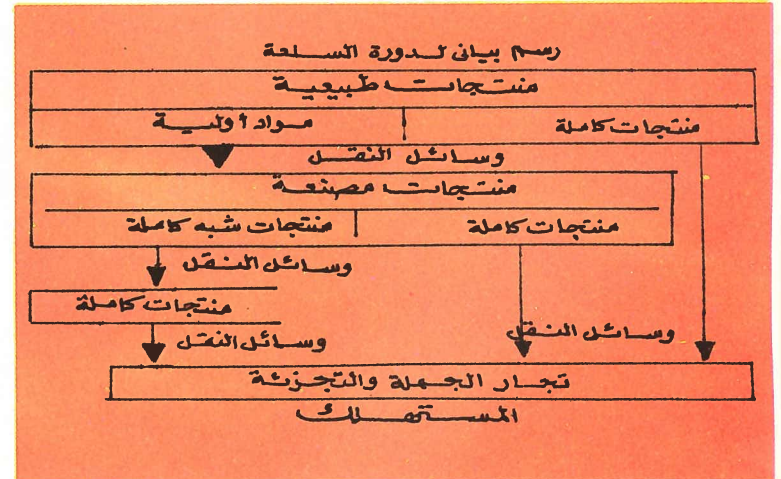 رسم بيانى لدورة السلعة
منتجات طبيعية
منتجات كاملة
مواد أولية
وسائل النقل
منتجات مصنعة
منتجات كاملة
منتجات شبه كاملة
وسائل النقل
منتجات كاملة
وسائل النقل
وسائل النقل
تجار الجملة والتجزئة
المستهلك